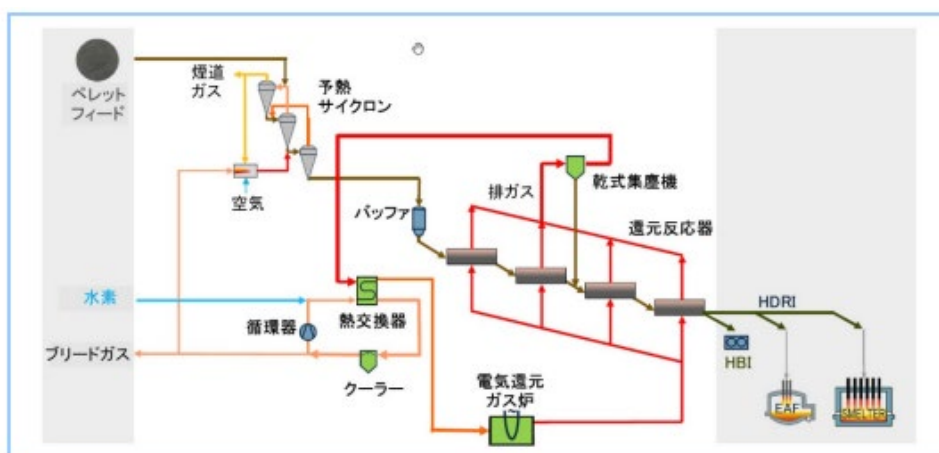 ペレット
フィード
煙道
ガス
予熱
サイクロン
空気
バッファ
排ガス
乾式集塵機
還元反応器
水素
循環器
熱交換器
ブリードガス
クーラー
電気還元
ガス炉
HDRI
HBI
EAF
SMELTER